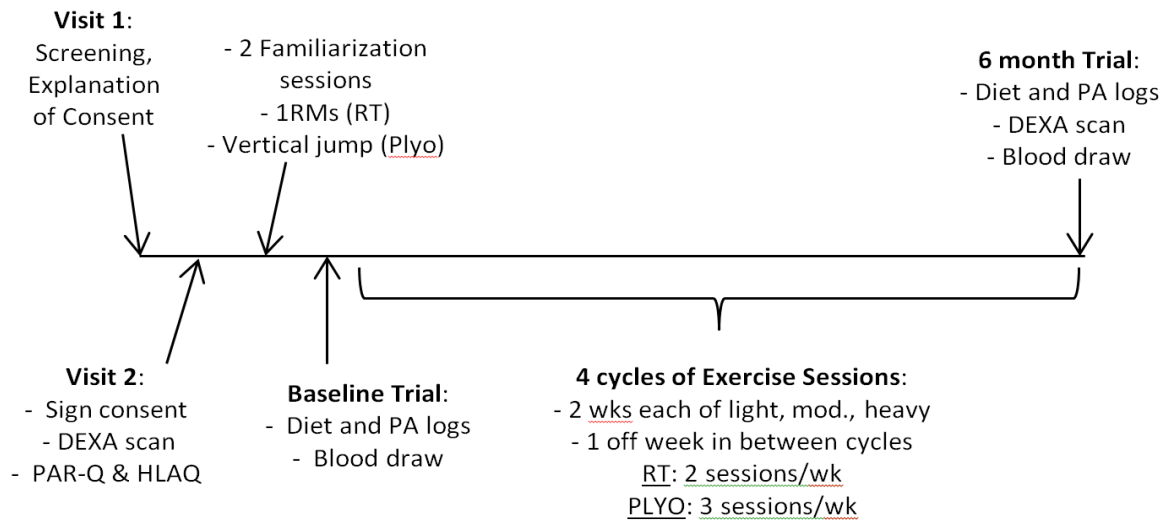 Visit 1:
Screening,
Explanation
of Consent
- 2 Familiarization
sessions
- 1RMs (RT)
- Vertical jump (Plyo)
6 month Trial:
- Diet and PA logs
- DEXA scan
- Blood draw
Visit 2:
- Sign consent
- DEXA scan
- PAR-Q & HLAQ
Baseline Trial:
- Diet and PA logs
- Blood draw
4 cycles of Exercise Sessions:
- 2 wks each of light, mod., heavy
- 1 off week in between cycles
RT: 2 sessions/wk
PLYO: 3 sessions/wk